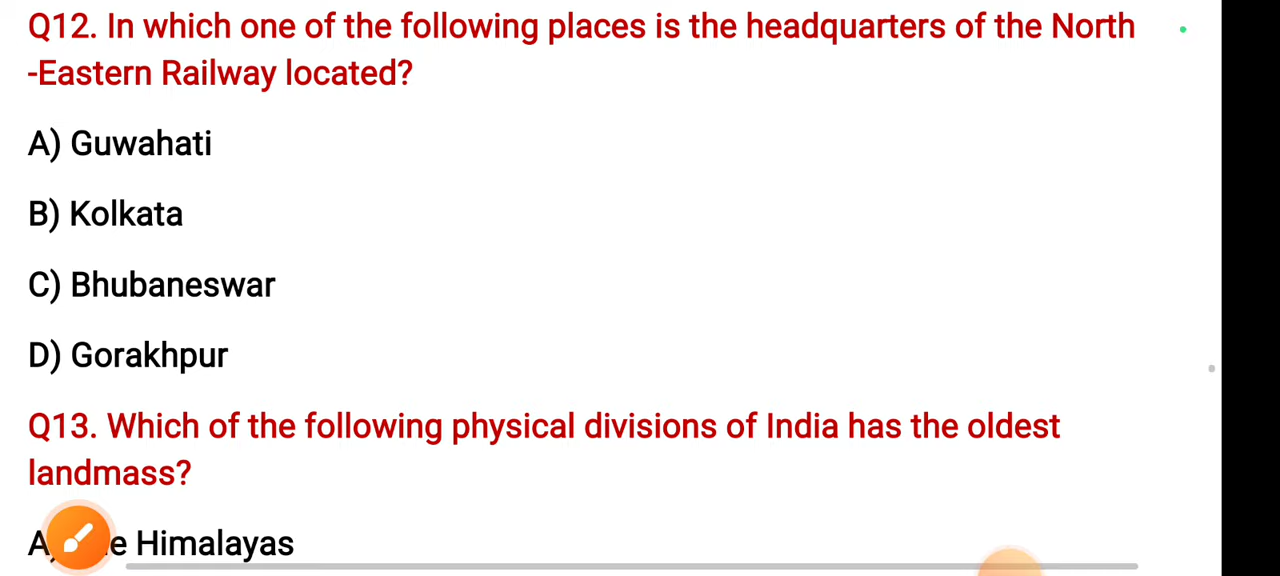 Q12. In which one of the following places is the headquarters of the North
-Eastern Railway located?
A) Guwahati
B) Kolkata
C) Bhubaneswar
D) Gorakhpur
Q13. Which of the following physical divisions of India has the oldest
landmass?
A Himalayas